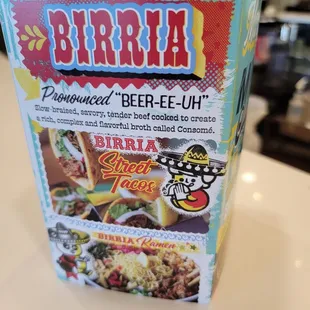 BIRRIA
Pronounced "BEER-EE-UH"
Slow-braised, savory, tender beef cooked to create
a rich, complex and flavorful broth called Consomé.
BIRRIA
Street
Tacos
BIRRIA Ramen